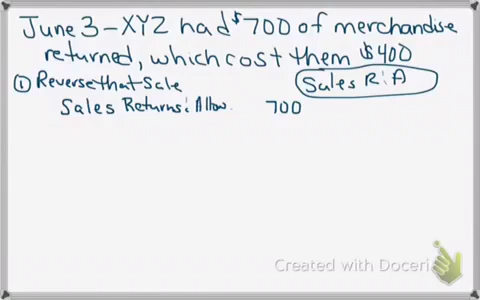 June 3 - XYZ had $700 of merchandise
returned, which cost them $400
① Reverse that Sale
Sales R & A
Sales Returns & Allow. 700
Created with Doceri